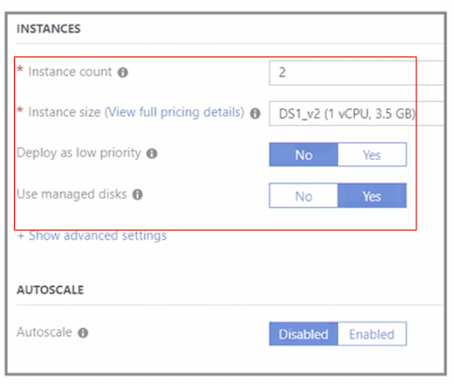 INSTANCES
* Instance count
2
* Instance size (View full pricing details)
DS1_v2 (1 vCPU, 3.5 GB)
Deploy as low priority
No Yes
Use managed disks
No Yes
+ Show advanced settings
AUTOSCALE
Autoscale
Disabled Enabled